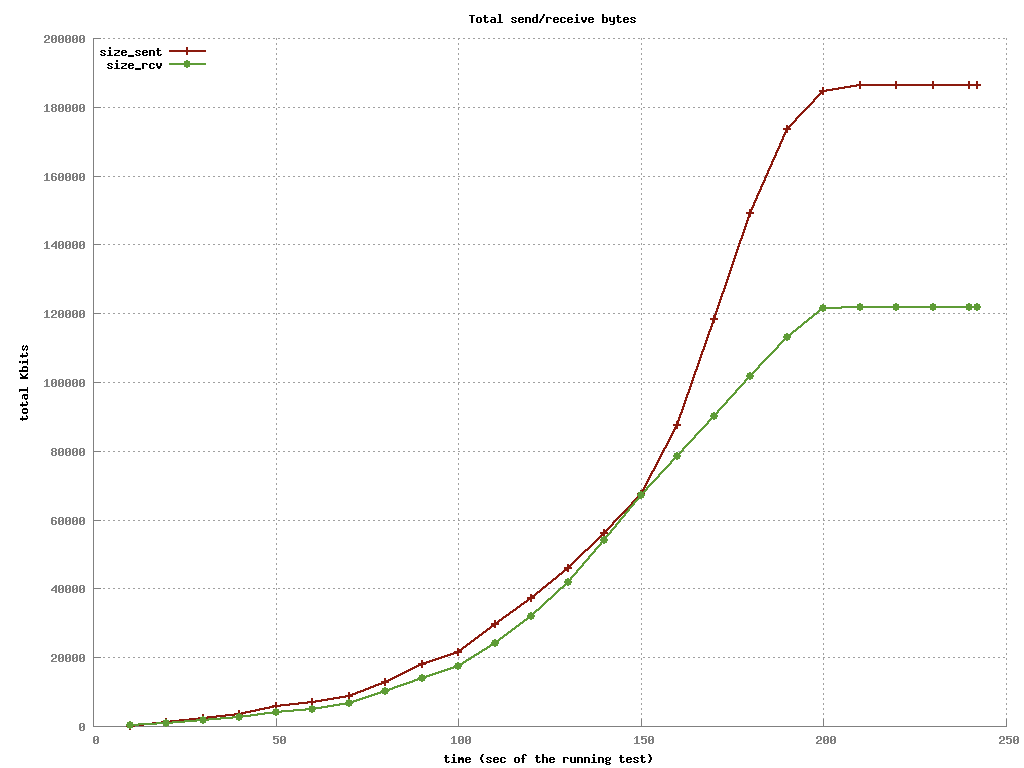 Total send/receive bytes
200000
size_sent
size_rcv
180000
160000
140000
120000
total Kbits
100000
80000
60000
40000
20000
0
0 50 100 150 200 250
time (sec of the running test)